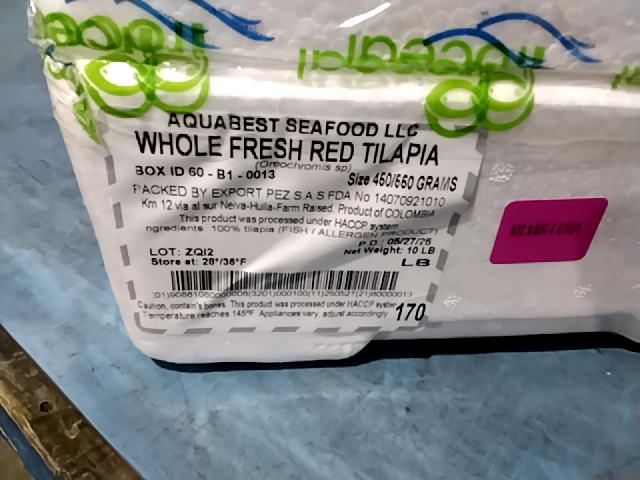 AQUABEST SEAFOOD LLC
WHOLE FRESH RED TILAPIA
(Oreochromis sp)
BOX ID 60 - B1 - 0013 Size 450/550 GRAMS
PACKED BY EXPORT PEZ S A S FDA No 14070921010
Km 12 via al sur Neiva-Huila-Farm Raised. Product of COLOMBIA
This product was processed under HACCP system
ngredients: 100% tilapia (FISH / ALLERGEN PRODUCT)
P.D.: 05/27/25
LOT: ZQI2 Net Weight: 10 LB
Store at: 28°/36°F LB
Cauhon, contain's bones. This product was processed under HACCP system
Temperature reaches 145ºF. Appliances vary, adjust accordingly 170